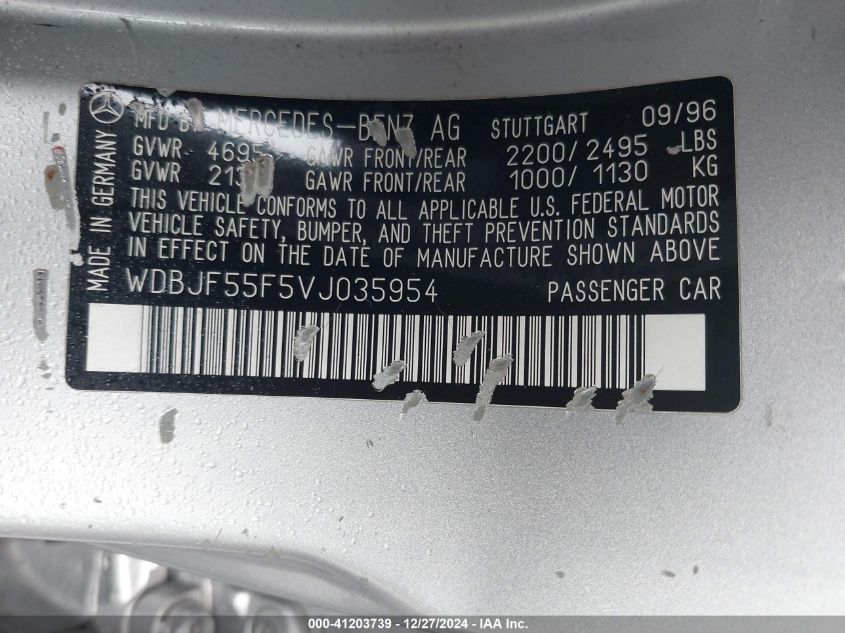 MADE IN GERMANY
MFD MERCEDES-BENZ AG STUTTGART 09/96
GVWR 4695 GAWR FRONT/REAR 2200/2495 LBS
GVWR GAWR FRONT/REAR 1000/1130 KG
THIS VEHICLE CONFORMS TO ALL APPLICABLE U.S. FEDERAL MOTOR
VEHICLE SAFETY, BUMPER, AND THEFT PREVENTION STANDARDS
IN EFFECT ON THE DATE OF MANUFACTURE SHOWN ABOVE
WDBJF55F5VJ035954 PASSENGER CAR
000-41203739 - 12/27/2024 - IAA Inc.